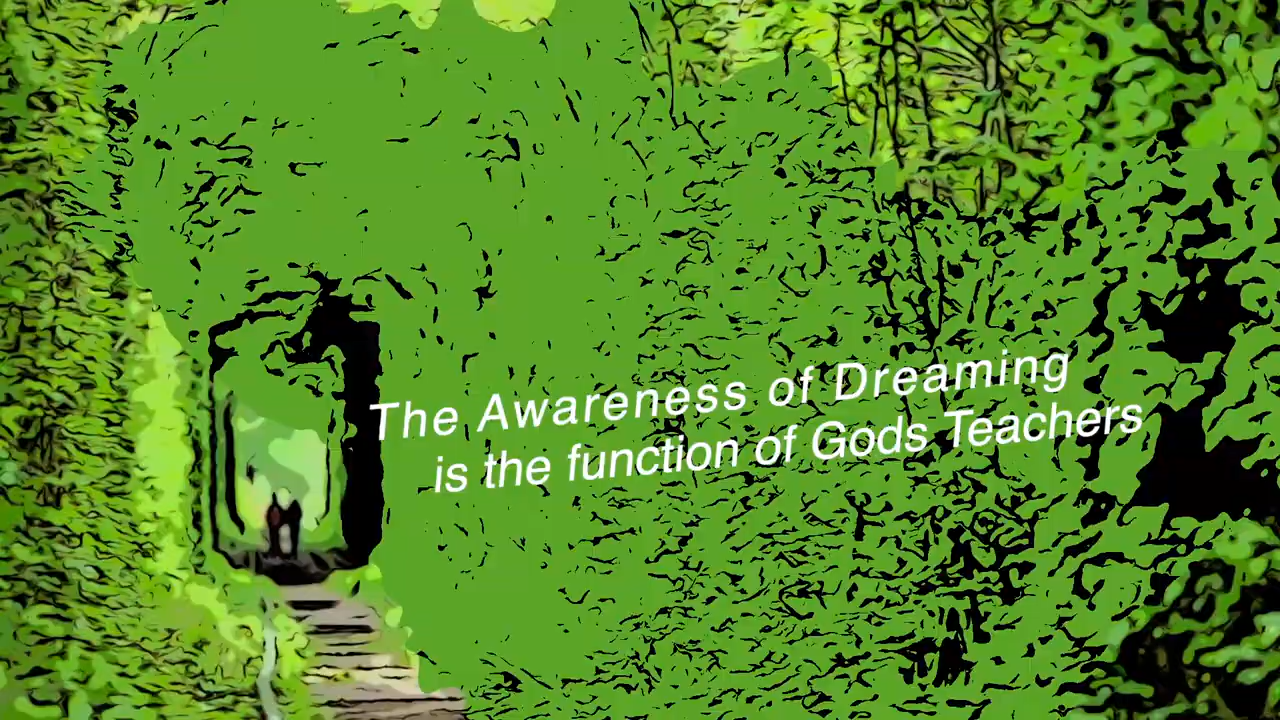 The Awareness of Dreaming
is the function of Gods Teachers